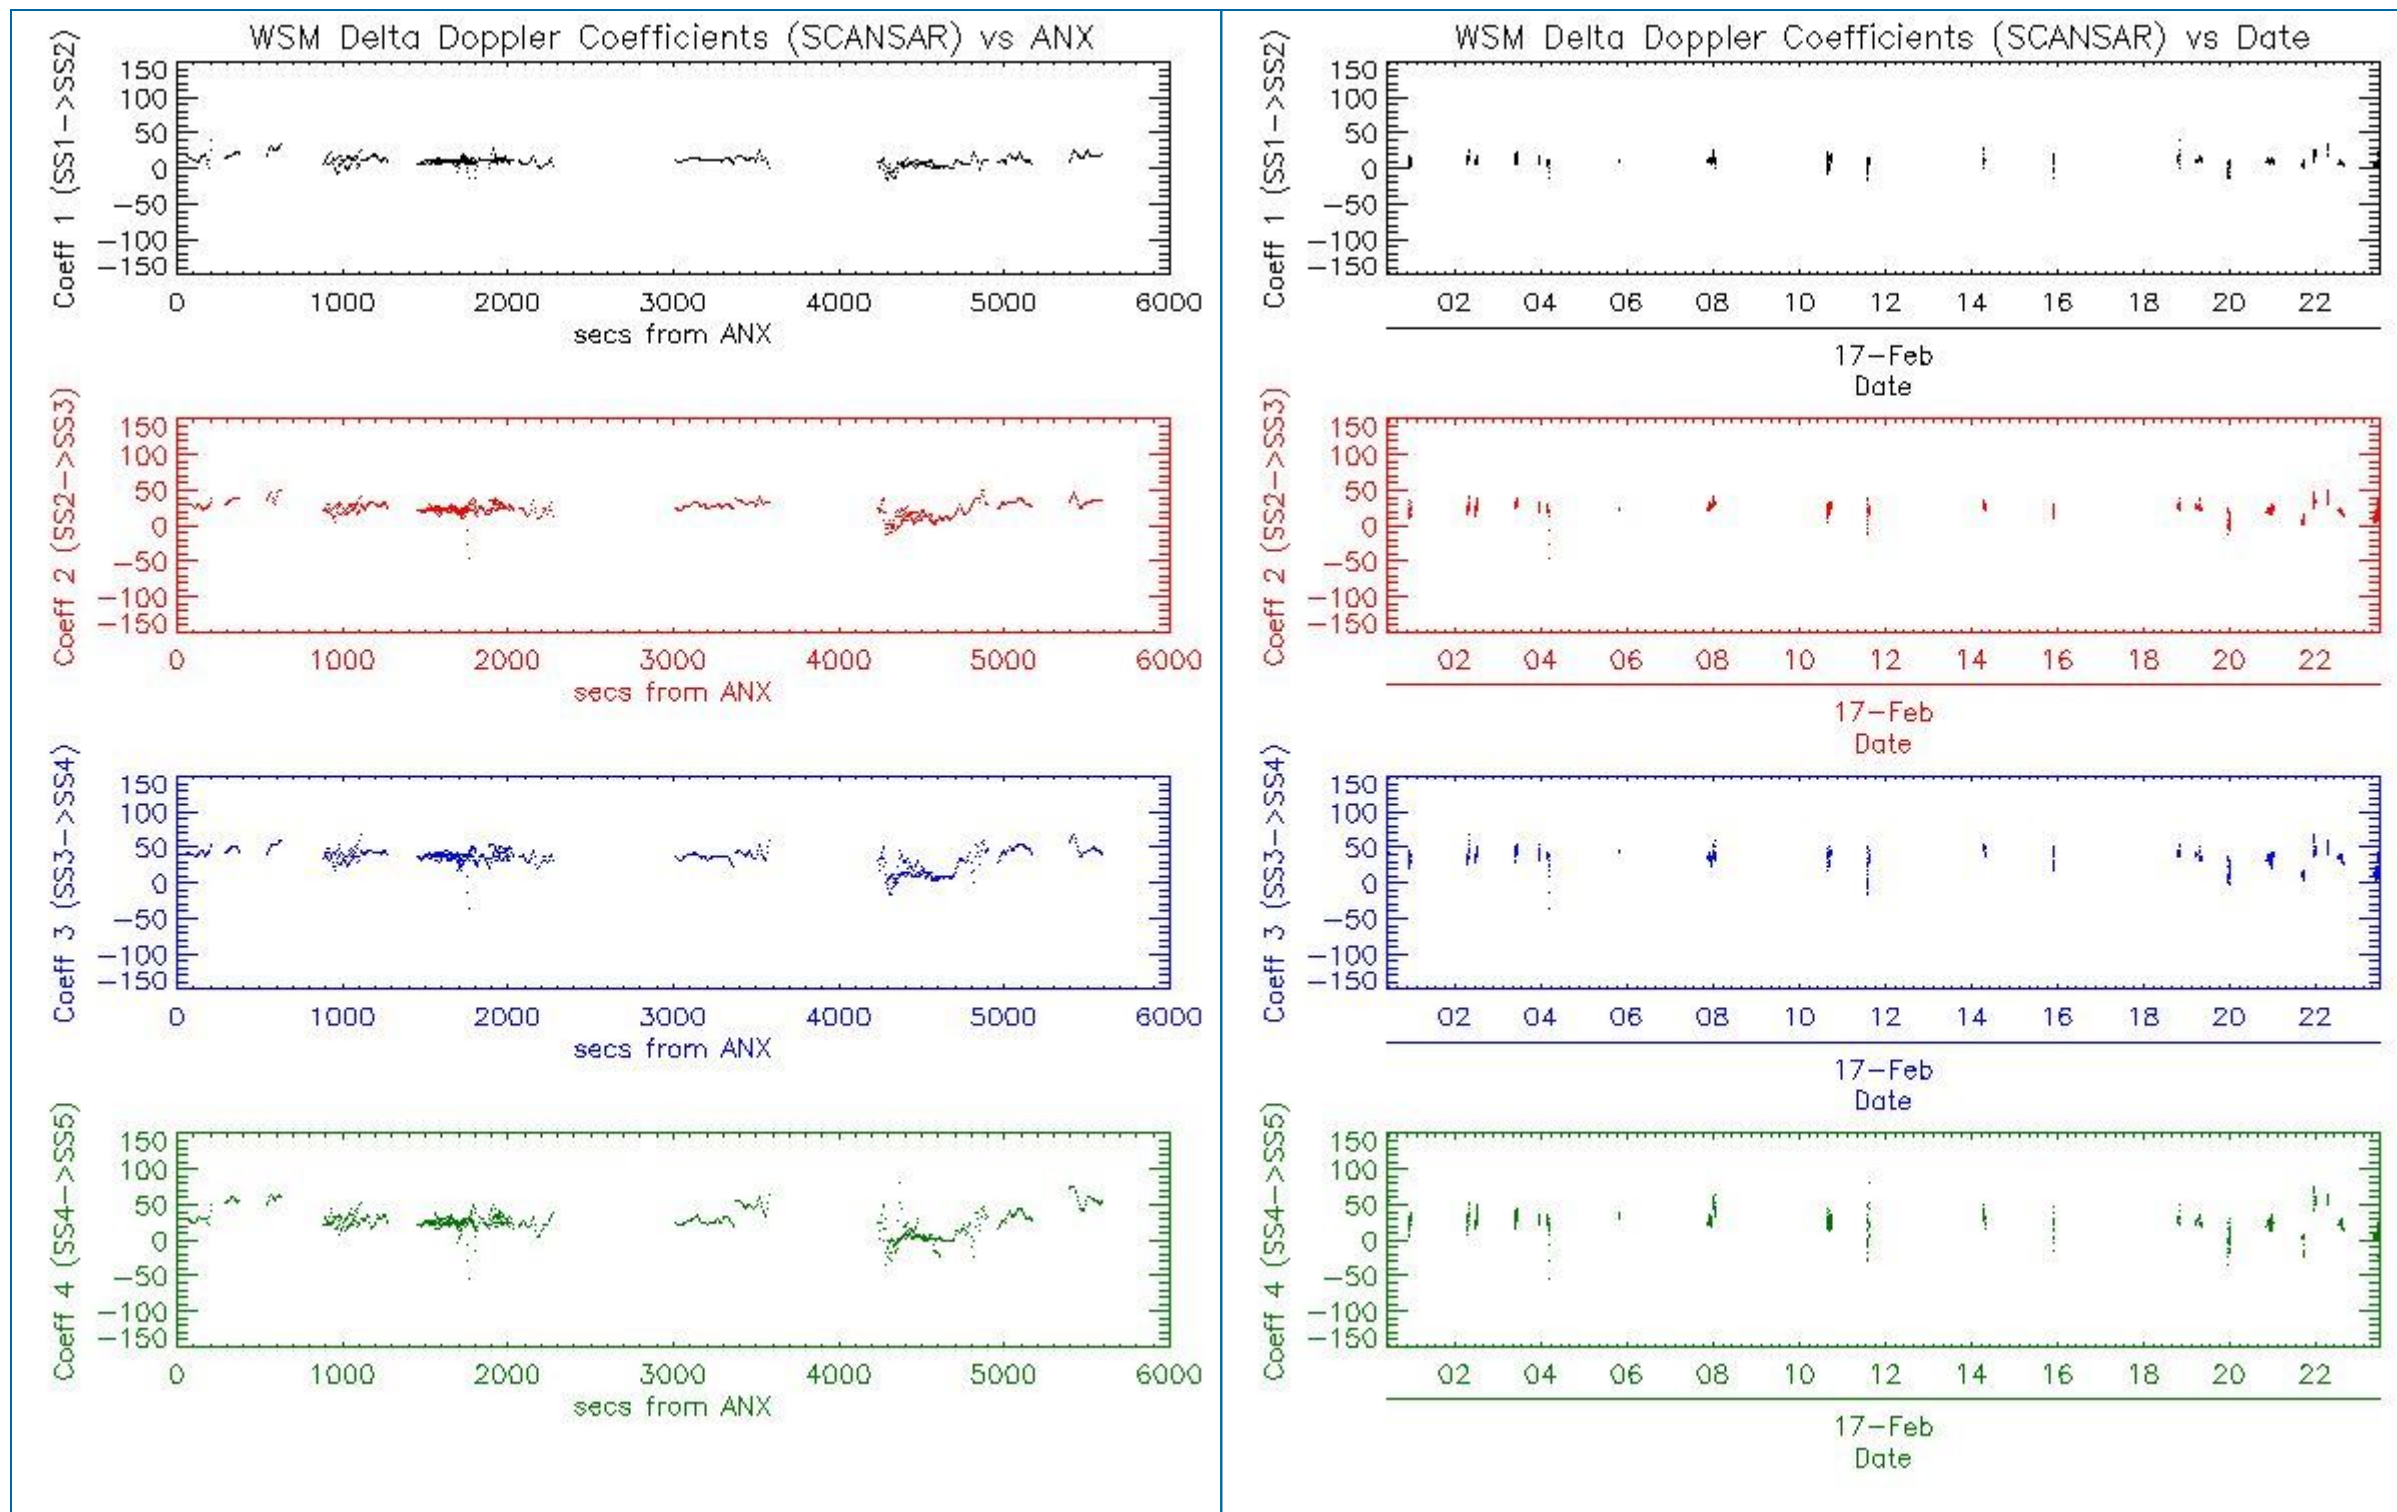 WSM Delta Doppler Coefficients (SCANSAR) vs ANX
Coeff 1 (SS1->SS2)
150
100
50
0
-50
-100
-150
0 1000 2000 3000 4000 5000 6000
secs from ANX
Coeff 2 (SS2->SS3)
150
100
50
0
-50
-100
-150
0 1000 2000 3000 4000 5000 6000
secs from ANX
Coeff 3 (SS3->SS4)
150
100
50
0
-50
-100
-150
0 1000 2000 3000 4000 5000 6000
secs from ANX
Coeff 4 (SS4->SS5)
150
100
50
0
-50
-100
-150
0 1000 2000 3000 4000 5000 6000
secs from ANX
WSM Delta Doppler Coefficients (SCANSAR) vs Date
Coeff 1 (SS1->SS2)
150
100
50
0
-50
-100
-150
02 04 06 08 10 12 14 16 18 20 22
17-Feb
Date
Coeff 2 (SS2->SS3)
150
100
50
0
-50
-100
-150
02 04 06 08 10 12 14 16 18 20 22
17-Feb
Date
Coeff 3 (SS3->SS4)
150
100
50
0
-50
-100
-150
02 04 06 08 10 12 14 16 18 20 22
17-Feb
Date
Coeff 4 (SS4->SS5)
150
100
50
0
-50
-100
-150
02 04 06 08 10 12 14 16 18 20 22
17-Feb
Date